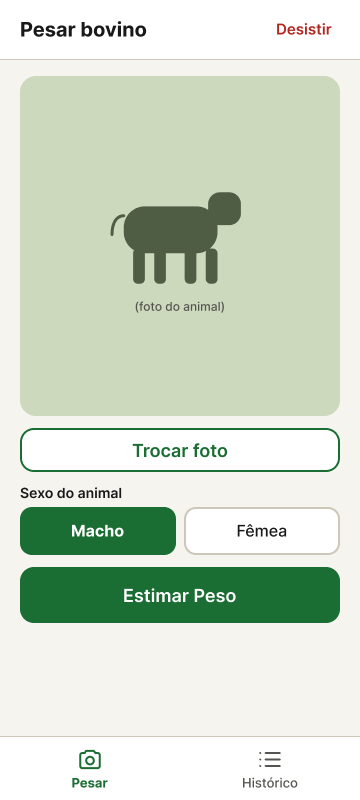 Pesar bovino
Desistir
(foto do animal)
Trocar foto
Sexo do animal
Macho
Fêmea
Estimar Peso
Pesar
Histórico